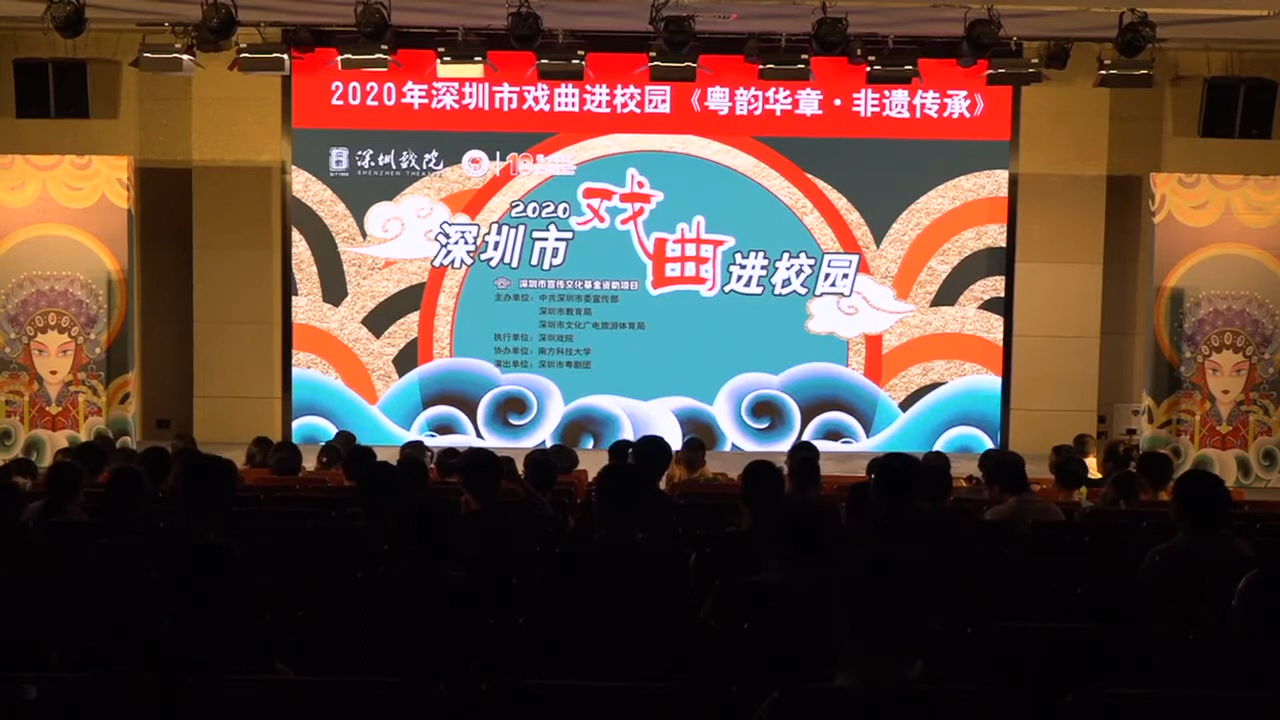 2020年深圳市戏曲进校园《粤韵华章·非遗传承》
深圳戏院
SHENZHEN THEATRE
10
2020
深圳市戏曲进校园
深圳市宣传文化基金资助项目
主办单位：中共深圳市委宣传部
深圳市教育局
深圳市文化广电旅游体育局
执行单位：深圳戏院
协办单位：南方科技大学
演出单位：深圳市粤剧团